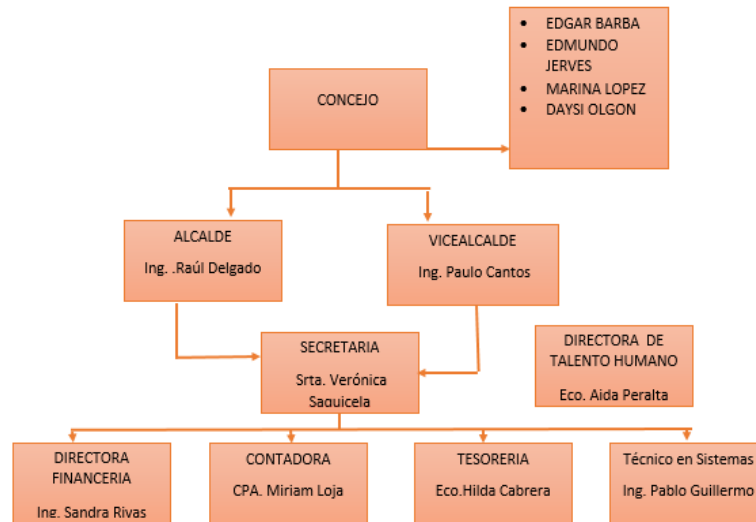 • EDGAR BARBA
• EDMUNDO
JERVES
• MARINA LOPEZ
• DAYSI OLGON
CONCEJO
ALCALDE
Ing. .Raúl Delgado
VICEALCALDE
Ing. Paulo Cantos
SECRETARIA
Srta. Verónica
Saquicela
DIRECTORA DE
TALENTO HUMANO
Eco. Aida Peralta
DIRECTORA
FINANCERIA
Ing. Sandra Rivas
CONTADORA
CPA. Miriam Loja
TESORERIA
Eco.Hilda Cabrera
Técnico en Sistemas
Ing. Pablo Guillermo